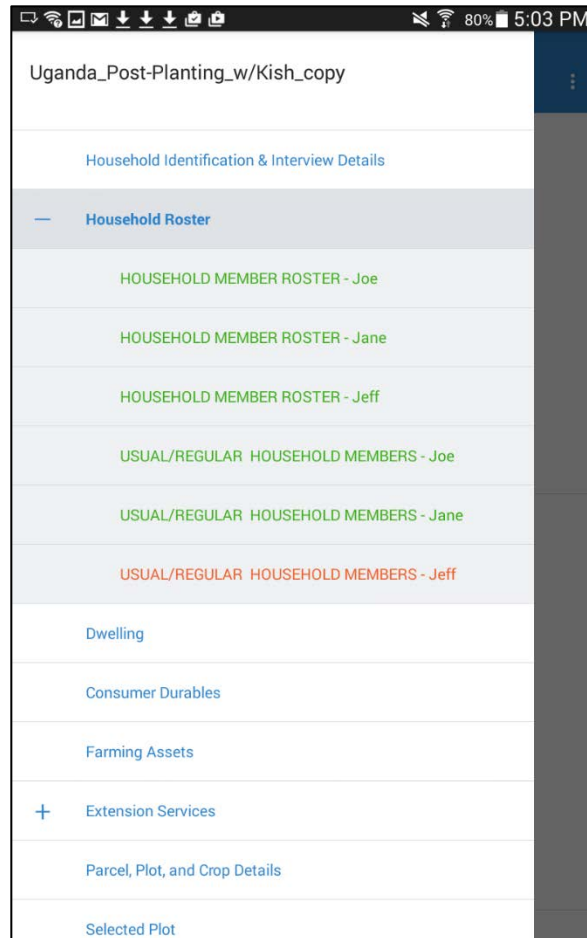 80% 5:03 PM
Uganda_Post-Planting_w/Kish_copy
Household Identification & Interview Details
Household Roster
HOUSEHOLD MEMBER ROSTER - Joe
HOUSEHOLD MEMBER ROSTER - Jane
HOUSEHOLD MEMBER ROSTER - Jeff
USUAL/REGULAR HOUSEHOLD MEMBERS - Joe
USUAL/REGULAR HOUSEHOLD MEMBERS - Jane
USUAL/REGULAR HOUSEHOLD MEMBERS - Jeff
Dwelling
Consumer Durables
Farming Assets
Extension Services
Parcel, Plot, and Crop Details
Selected Plot